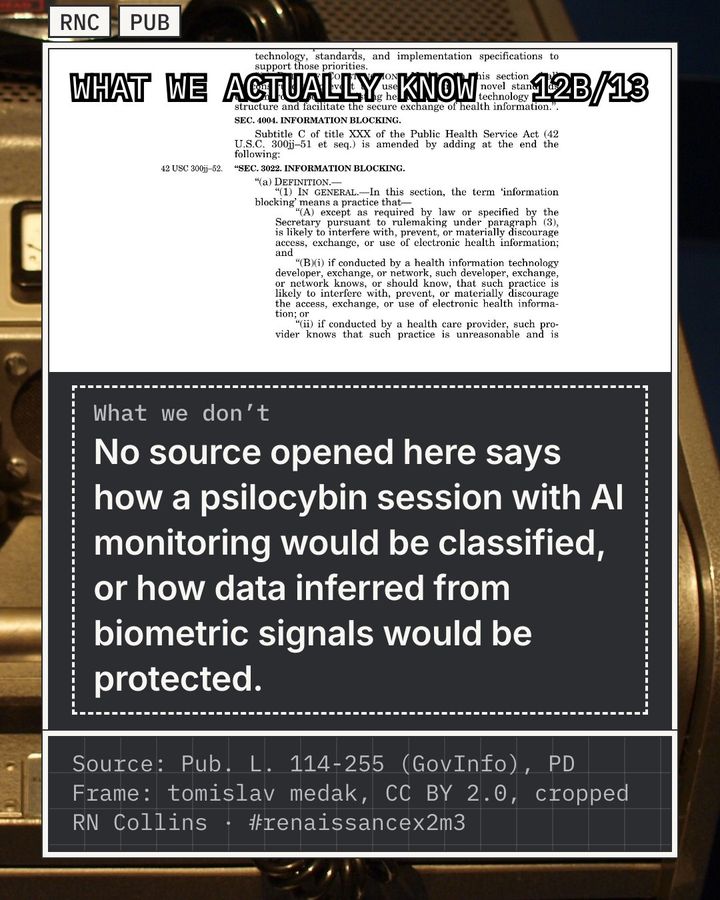 RNC PUB
technology, standards, and implementation specifications to
support those priorities.
WHAT WE ACTUALLY KNOW 12B/13
structure and facilitate the secure exchange of health information.”.
SEC. 4004. INFORMATION BLOCKING.
Subtitle C of title XXX of the Public Health Service Act (42
U.S.C. 300jj–51 et seq.) is amended by adding at the end the
following:
42 USC 300jj–52. “SEC. 3022. INFORMATION BLOCKING.
“(a) DEFINITION.—
“(1) IN GENERAL.—In this section, the term ‘information
blocking’ means a practice that—
“(A) except as required by law or specified by the
Secretary pursuant to rulemaking under paragraph (3),
is likely to interfere with, prevent, or materially discourage
access, exchange, or use of electronic health information;
and
“(B)(i) if conducted by a health information technology
developer, exchange, or network, such developer, exchange,
or network knows, or should know, that such practice is
likely to interfere with, prevent, or materially discourage
the access, exchange, or use of electronic health informa-
tion; or
“(ii) if conducted by a health care provider, such pro-
vider knows that such practice is unreasonable and is
What we don’t
No source opened here says
how a psilocybin session with AI
monitoring would be classified,
or how data inferred from
biometric signals would be
protected.
Source: Pub. L. 114-255 (GovInfo), PD
Frame: tomislav medak, CC BY 2.0, cropped
RN Collins · #renaissancex2m3